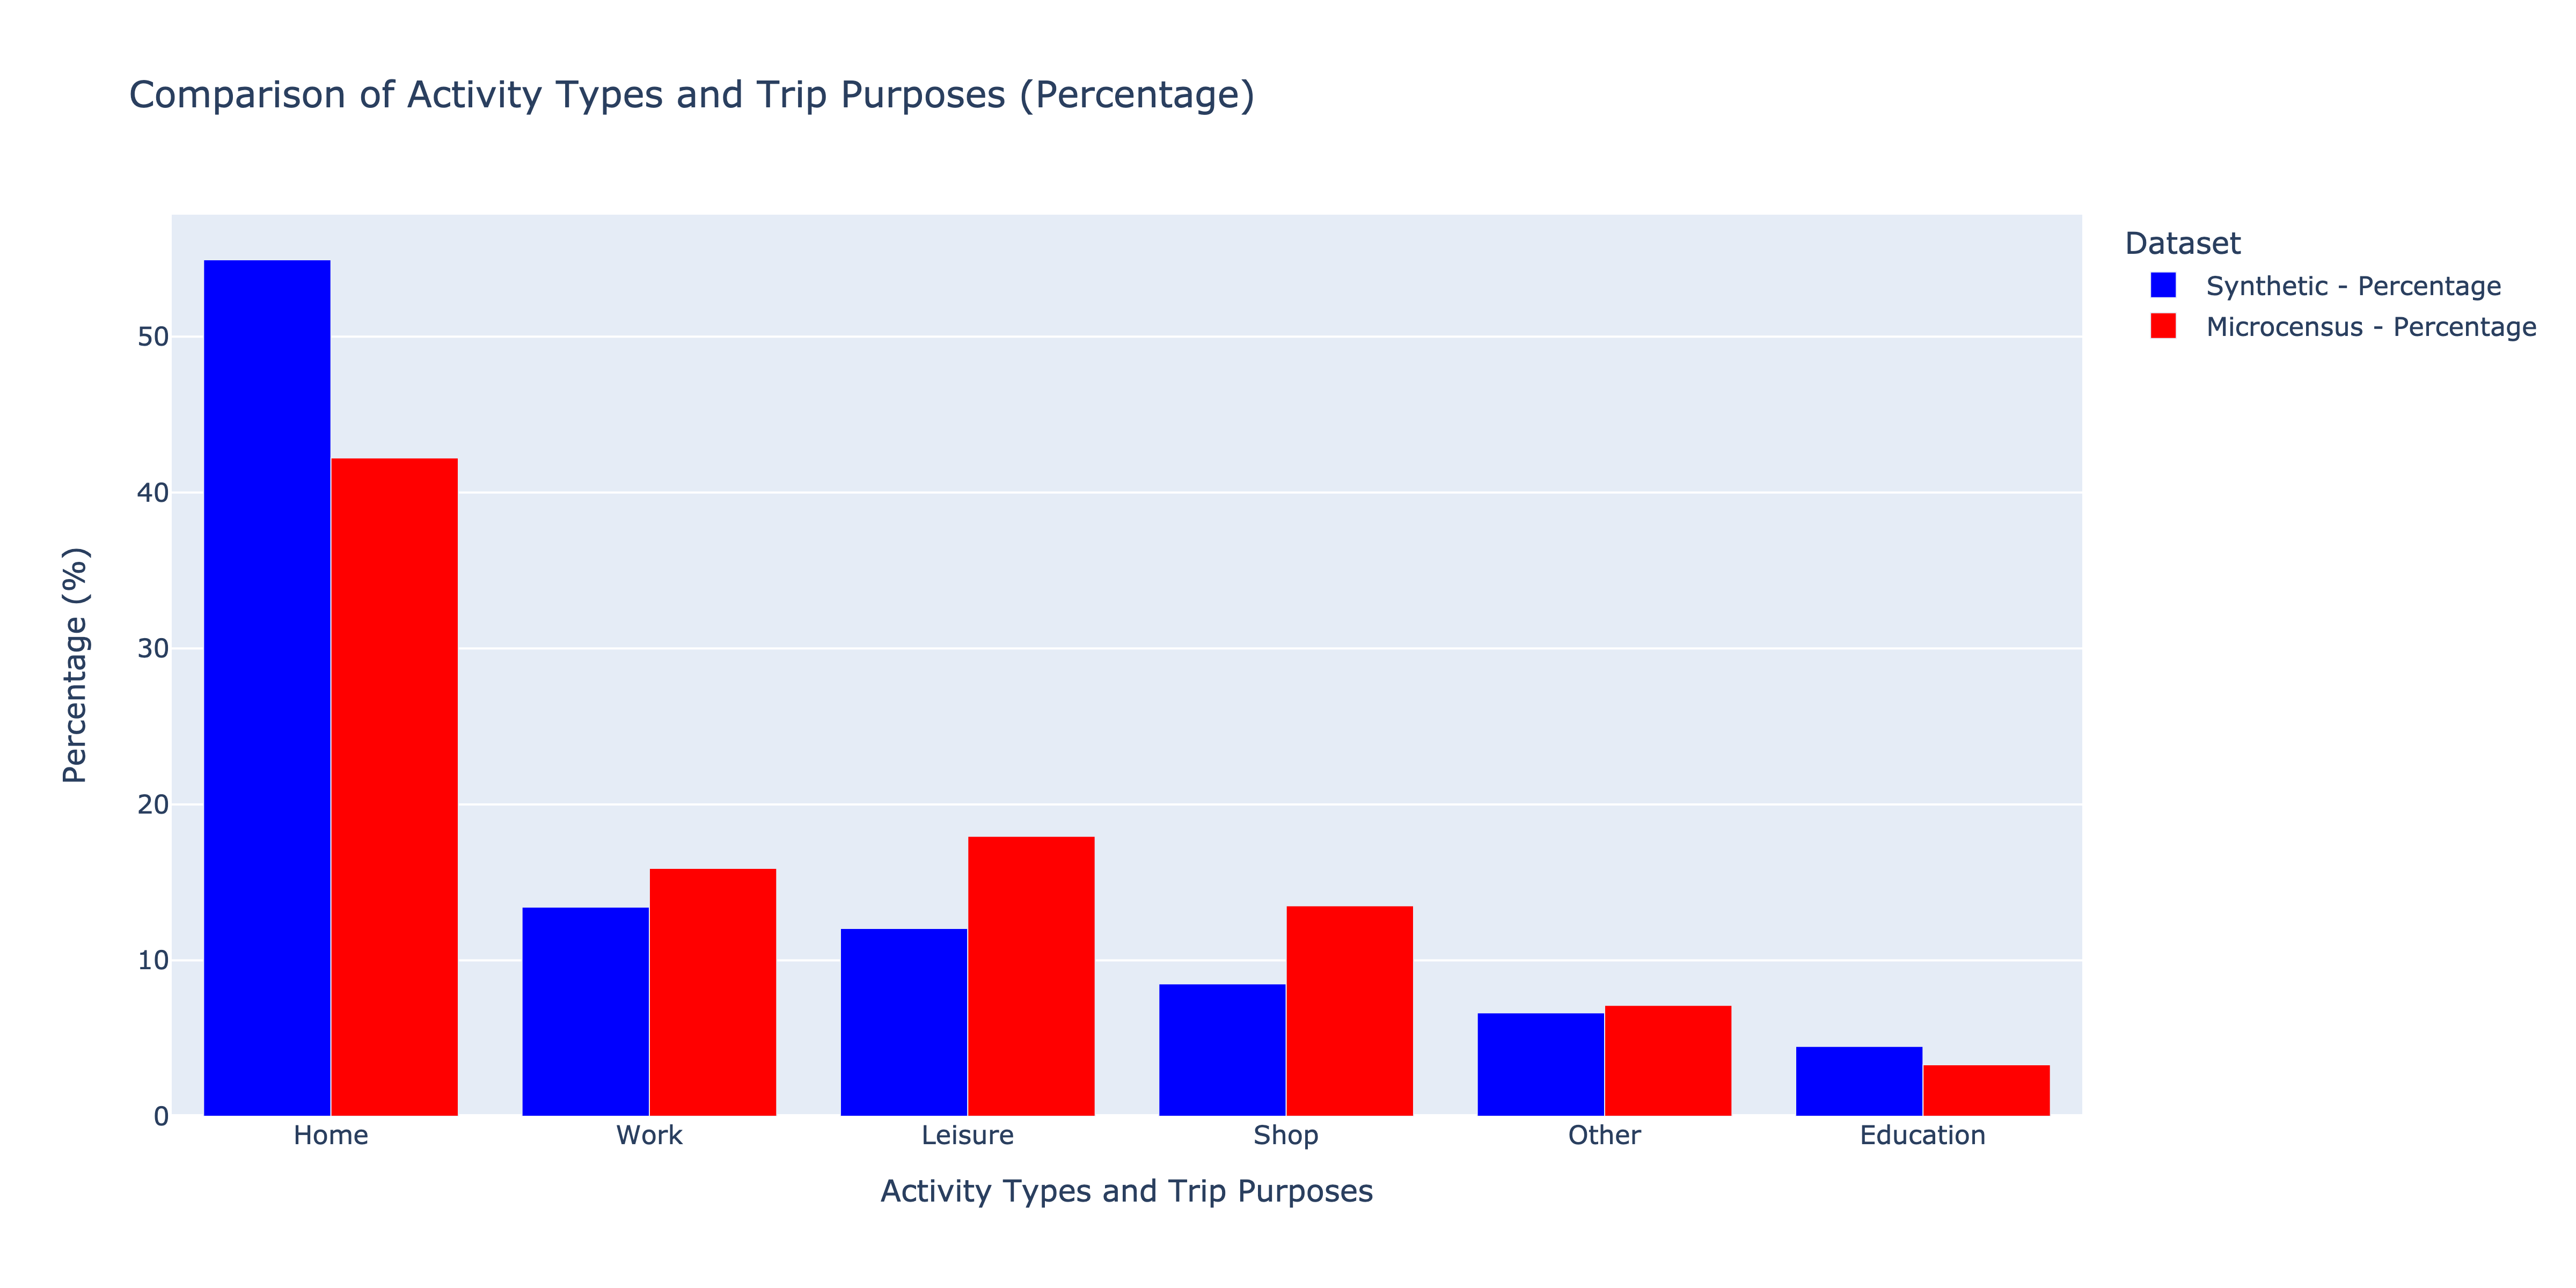 Comparison of Activity Types and Trip Purposes (Percentage)
Dataset
Synthetic - Percentage
Microcensus - Percentage
Percentage (%)
50
40
30
20
10
0
Home
Work
Leisure
Shop
Other
Education
Activity Types and Trip Purposes